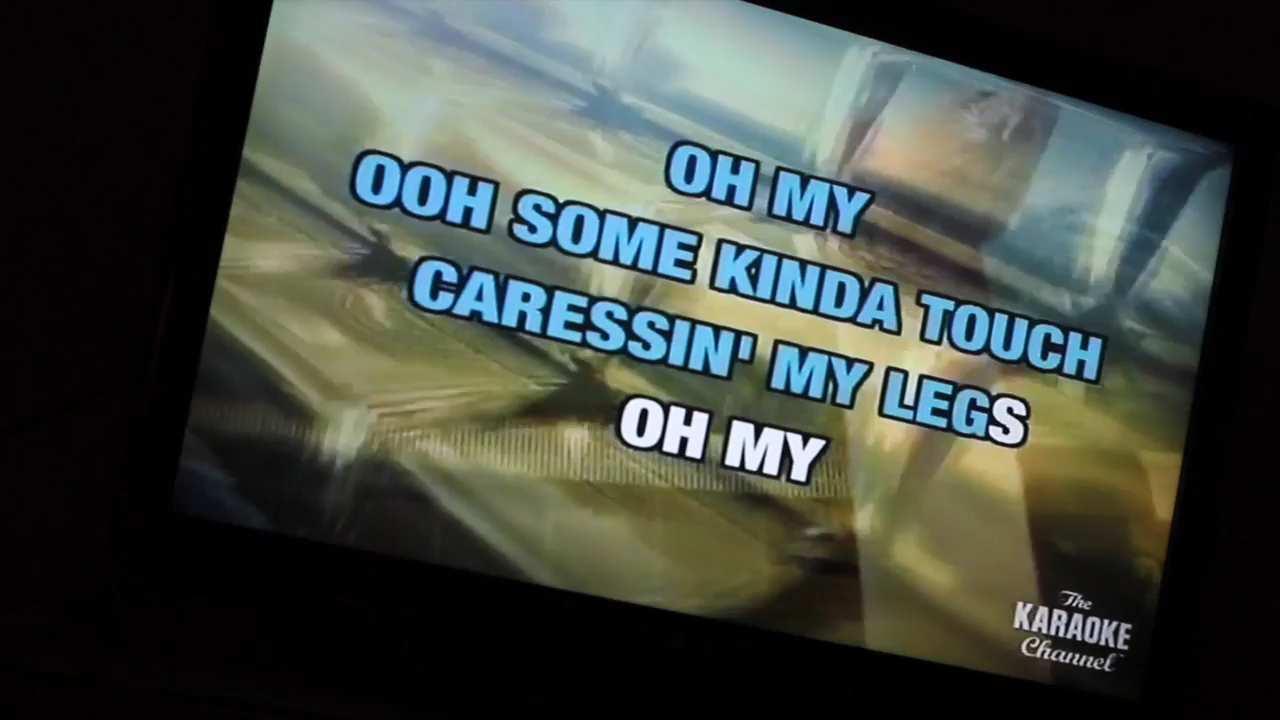 OH MY
OOH SOME KINDA TOUCH
CARESSIN' MY LEGS
OH MY
The
KARAOKE
Channel